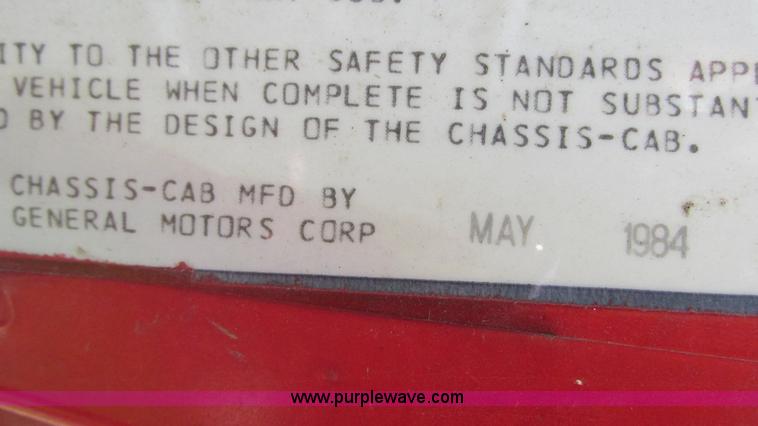 ITY TO THE OTHER SAFETY STANDARDS
VEHICLE WHEN COMPLETE IS NOT SUBSTANT
BY THE DESIGN OF THE CHASSIS-CAB.
CHASSIS-CAB MFD BY
GENERAL MOTORS CORP MAY 1984
www.purplewave.com